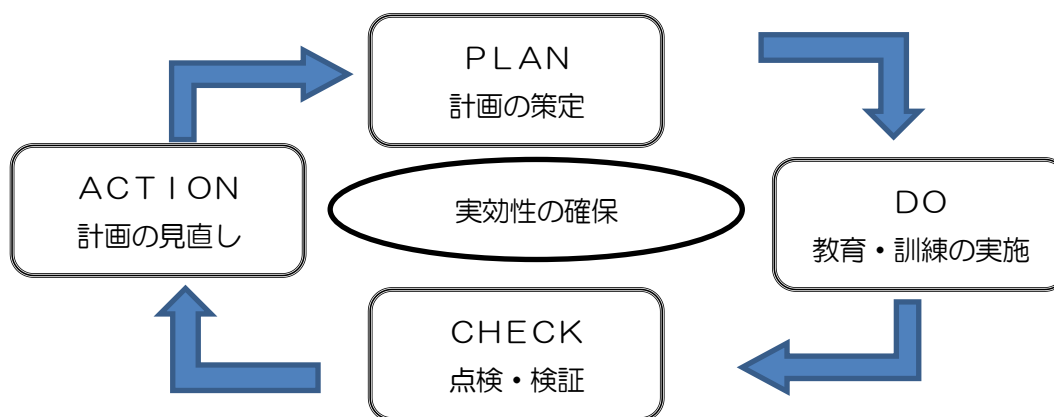 ＰＬＡＮ
計画の策定
ＡＣＴＩＯＮ
計画の見直し
実効性の確保
ＤＯ
教育・訓練の実施
ＣＨＥＣＫ
点検・検証